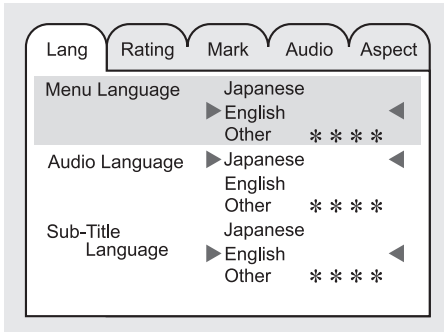 Lang Rating Mark Audio Aspect
Menu Language Japanese
English
Other ＊＊＊＊
Audio Language Japanese
English
Other ＊＊＊＊
Sub-Title Japanese
Language English
Other ＊＊＊＊